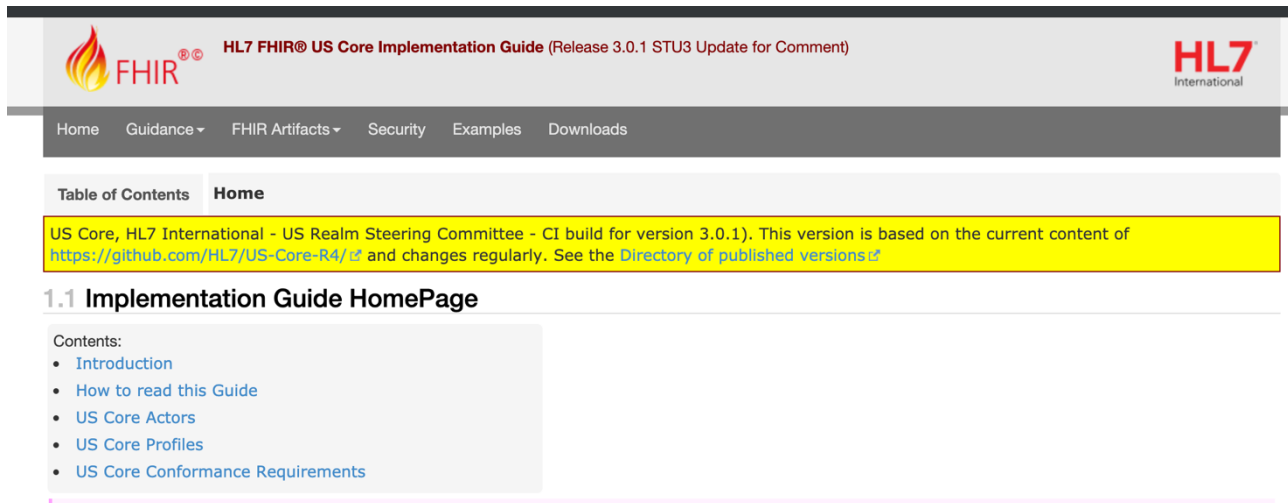 FHIR®©
HL7 FHIR® US Core Implementation Guide (Release 3.0.1 STU3 Update for Comment)
HL7®
International
Home Guidance FHIR Artifacts Security Examples Downloads
Table of Contents Home
US Core, HL7 International - US Realm Steering Committee - CI build for version 3.0.1). This version is based on the current content of
https://github.com/HL7/US-Core-R4/ and changes regularly. See the Directory of published versions
1.1 Implementation Guide HomePage
Contents:
• Introduction
• How to read this Guide
• US Core Actors
• US Core Profiles
• US Core Conformance Requirements